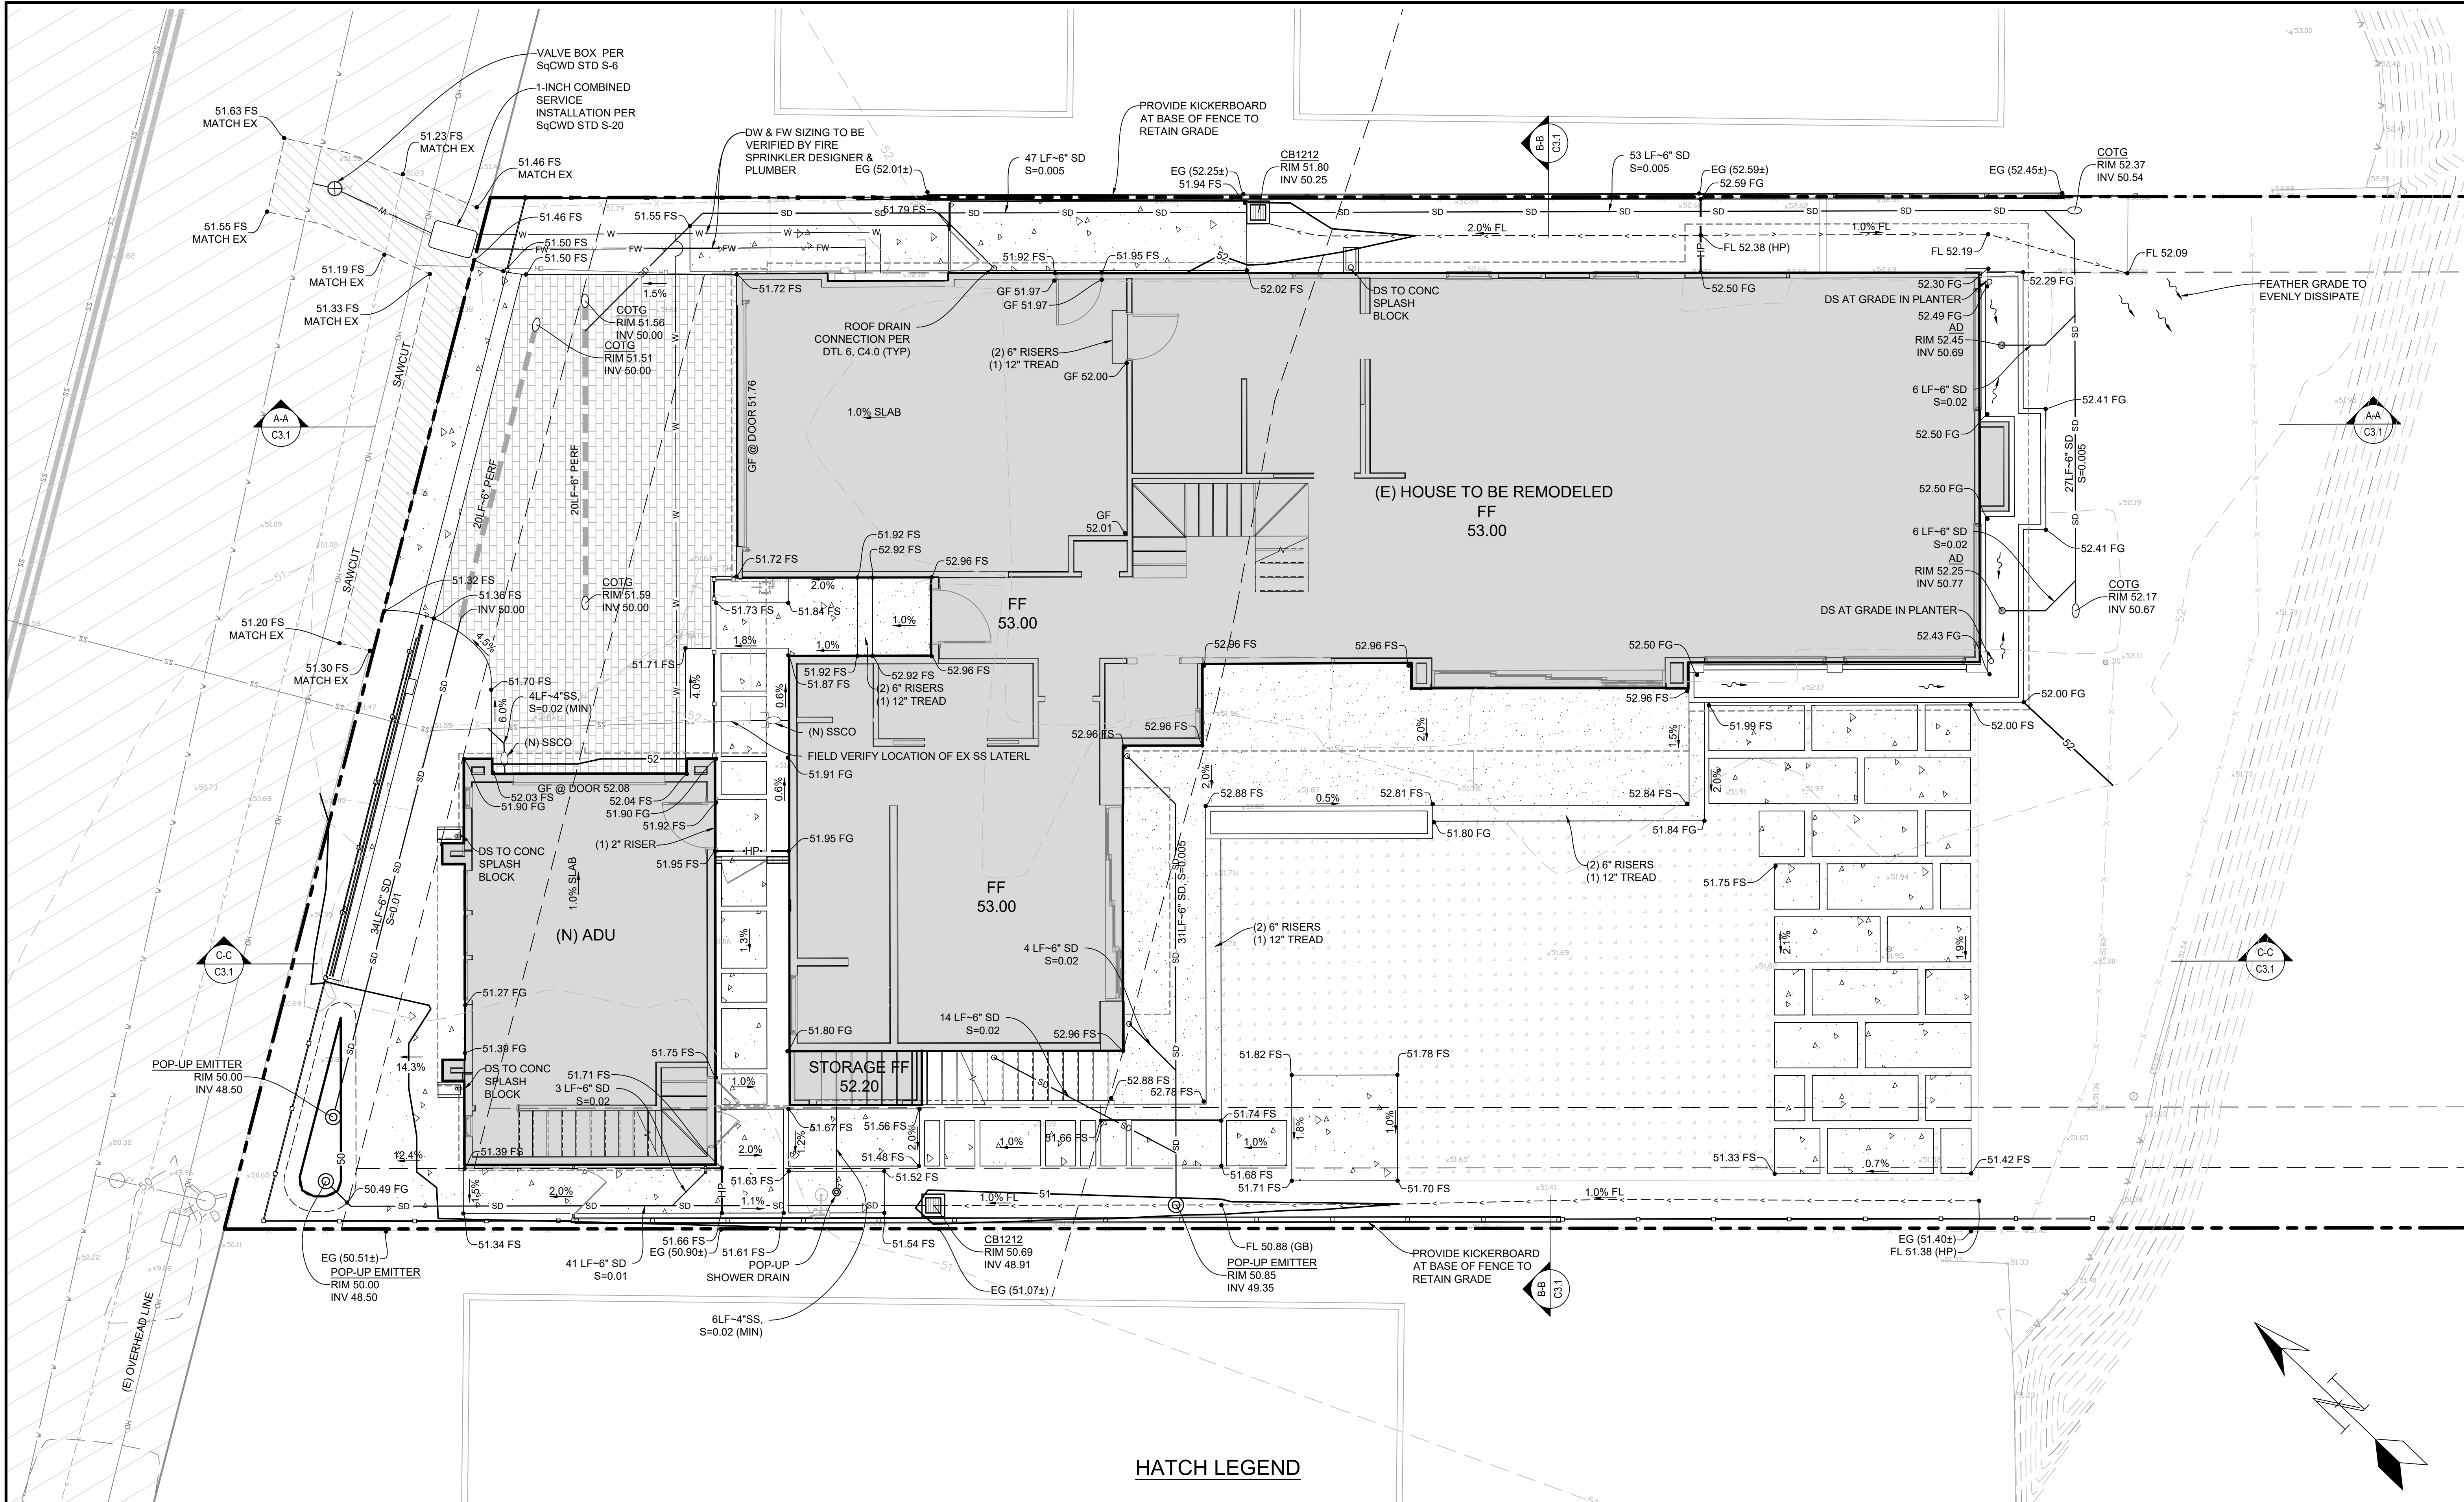 VALVE BOX PER
SqCWD STD S-6
1-INCH COMBINED
SERVICE
INSTALLATION PER
SqCWD STD S-20
51.63 FS
MATCH EX
51.23 FS
MATCH EX
51.46 FS
MATCH EX
51.55 FS
MATCH EX
51.19 FS
MATCH EX
51.33 FS
MATCH EX
DW & FW SIZING TO BE
VERIFIED BY FIRE
SPRINKLER DESIGNER &
PLUMBER
EG (52.01±)
PROVIDE KICKERBOARD
AT BASE OF FENCE TO
RETAIN GRADE
47 LF~6" SD
S=0.005
EG (52.25±)
51.94 FS
CB1212
RIM 51.80
INV 50.25
B-B
C3.1
53 LF~6" SD
S=0.005
EG (52.59±)
52.59 FG
EG (52.45±)
COTG
RIM 52.37
INV 50.54
51.46 FS
51.50 FS
51.50 FS
51.55 FS
51.79 FS
1.5%
51.72 FS
COTG
RIM 51.56
INV 50.00
COTG
RIM 51.51
INV 50.00
51.92 FS
51.95 FS
GF 51.97
GF 51.97
52.02 FS
52
DS TO CONC
SPLASH
BLOCK
2.0% FL
HP
FL 52.38 (HP)
52.50 FG
1.0% FL
FL 52.19
FL 52.09
FEATHER GRADE TO
EVENLY DISSIPATE
52.30 FG
52.29 FG
DS AT GRADE IN PLANTER
52.49 FG
AD
RIM 52.45
INV 50.69
6 LF~6" SD
S=0.02
52.41 FG
52.50 FG
27LF~6" SD
S=0.005
52.50 FG
6 LF~6" SD
S=0.02
52.41 FG
AD
RIM 52.25
INV 50.77
COTG
RIM 52.17
INV 50.67
DS AT GRADE IN PLANTER
52.43 FG
ROOF DRAIN
CONNECTION PER
DTL 6, C4.0 (TYP)
(2) 6" RISERS
(1) 12" TREAD
GF 52.00
GF @ DOOR 51.76
1.0% SLAB
GF
52.01
(E) HOUSE TO BE REMODELED
FF
53.00
A-A
C3.1
A-A
C3.1
SAWCUT
SAWCUT
20LF~6" PERF
20LF~6" PERF
51.32 FS
51.36 FS
INV 50.00
COTG
RIM 51.59
INV 50.00
51.20 FS
MATCH EX
51.30 FS
MATCH EX
4.5%
51.72 FS
51.92 FS
52.92 FS
52.96 FS
2.0%
51.73 FS
51.84 FS
1.8%
1.0%
1.0%
51.71 FS
51.92 FS
52.92 FS
52.96 FS
51.87 FS
(2) 6" RISERS
(1) 12" TREAD
FF
53.00
51.70 FS
4LF~4"SS,
S=0.02 (MIN)
6.0%
4.0%
0.6%
(N) SSCO
(N) SSCO
FIELD VERIFY LOCATION OF EX SS LATERL
52
51.91 FG
0.6%
GF @ DOOR 52.08
52.03 FS
51.90 FG
52.04 FS
51.90 FG
51.92 FS
(1) 2" RISER
51.95 FS
HP
51.95 FG
DS TO CONC
SPLASH
BLOCK
1.0% SLAB
(N) ADU
52.96 FS
52.96 FS
52.50 FG
52.96 FS
52.96 FS
52.96 FS
2.0%
2.0%
1.5%
51.99 FS
52.00 FS
52.00 FG
52
2.0%
52.88 FS
0.5%
52.81 FS
52.84 FS
51.80 FG
51.84 FG
(2) 6" RISERS
(1) 12" TREAD
51.75 FS
(2) 6" RISERS
(1) 12" TREAD
31LF~6" SD, S=0.005
FF
53.00
4 LF~6" SD
S=0.02
14 LF~6" SD
S=0.02
52.96 FS
2.1%
1.9%
34LF~6" SD
S=0.01
C-C
C3.1
C-C
C3.1
51.27 FG
1.3%
51.80 FG
51.39 FG
14.3%
DS TO CONC
SPLASH
BLOCK
51.75 FS
51.71 FS
3 LF~6" SD
S=0.02
1.0%
STORAGE FF
52.20
52.88 FS
52.78 FS
51.82 FS
51.78 FS
1.8%
1.0%
POP-UP EMITTER
RIM 50.00
INV 48.50
50
12.4%
51.39 FS
50.49 FG
1.5%
2.0%
HP
2.0%
1.1%
1.2%
51.67 FS
51.56 FS
2.0%
51.48 FS
51.63 FS
51.52 FS
1.0%
51.66 FS
51.74 FS
1.0%
51.68 FS
51.71 FS
51.70 FS
51.33 FS
0.7%
51.42 FS
1.0% FL
51
1.0% FL
51.34 FS
EG (50.51±)
POP-UP EMITTER
RIM 50.00
INV 48.50
51.66 FS
EG (50.90±)
41 LF~6" SD
S=0.01
51.61 FS
POP-UP
SHOWER DRAIN
51.54 FS
CB1212
RIM 50.69
INV 48.91
EG (51.07±)
6LF~4"SS,
S=0.02 (MIN)
FL 50.88 (GB)
POP-UP EMITTER
RIM 50.85
INV 49.35
PROVIDE KICKERBOARD
AT BASE OF FENCE TO
RETAIN GRADE
B-B
C3.1
EG (51.40±)
FL 51.38 (HP)
(E) OVERHEAD LINE
HATCH LEGEND
N